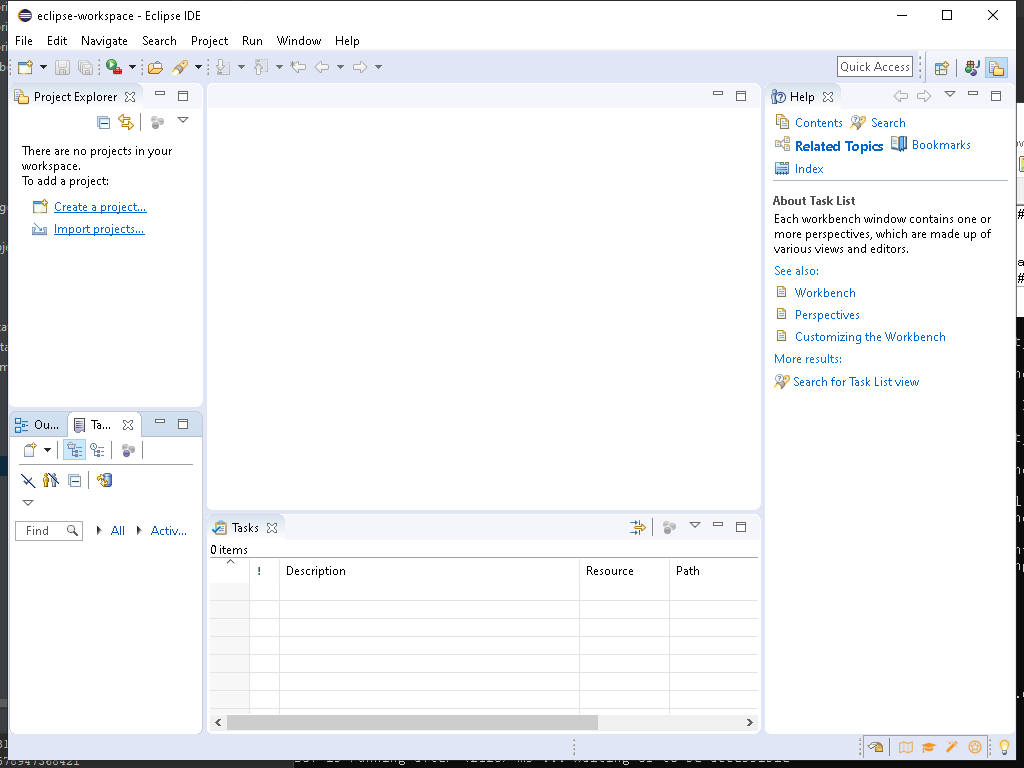 eclipse-workspace - Eclipse IDE
File Edit Navigate Search Project Run Window Help
Quick Access
Project Explorer
There are no projects in your
workspace.
To add a project:
Create a project...
Import projects...
Ou...
Ta...
Find
All
Activ...
Tasks
0 items
! Description Resource Path
Help
Contents Search
Related Topics Bookmarks
Index
About Task List
Each workbench window contains one or
more perspectives, which are made up of
various views and editors.
See also:
Workbench
Perspectives
Customizing the Workbench
More results:
Search for Task List view